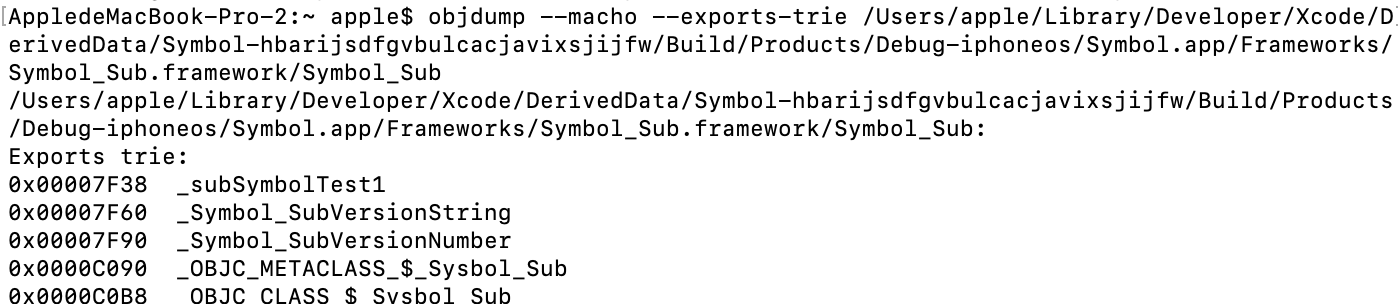 [AppledeMacBook-Pro-2:~ apple$ objdump --macho --exports-trie /Users/apple/Library/Developer/Xcode/D]
erivedData/Symbol-hbarijsdfgvbulcacjavixsjijfw/Build/Products/Debug-iphoneos/Symbol.app/Frameworks/
Symbol_Sub.framework/Symbol_Sub
/Users/apple/Library/Developer/Xcode/DerivedData/Symbol-hbarijsdfgvbulcacjavixsjijfw/Build/Products
/Debug-iphoneos/Symbol.app/Frameworks/Symbol_Sub.framework/Symbol_Sub:
Exports trie:
0x00007F38  _subSymbolTest1
0x00007F60  _Symbol_SubVersionString
0x00007F90  _Symbol_SubVersionNumber
0x0000C090  _OBJC_METACLASS_$_Sysbol_Sub
0x0000C0B8  _OBJC_CLASS_$_Sysbol_Sub